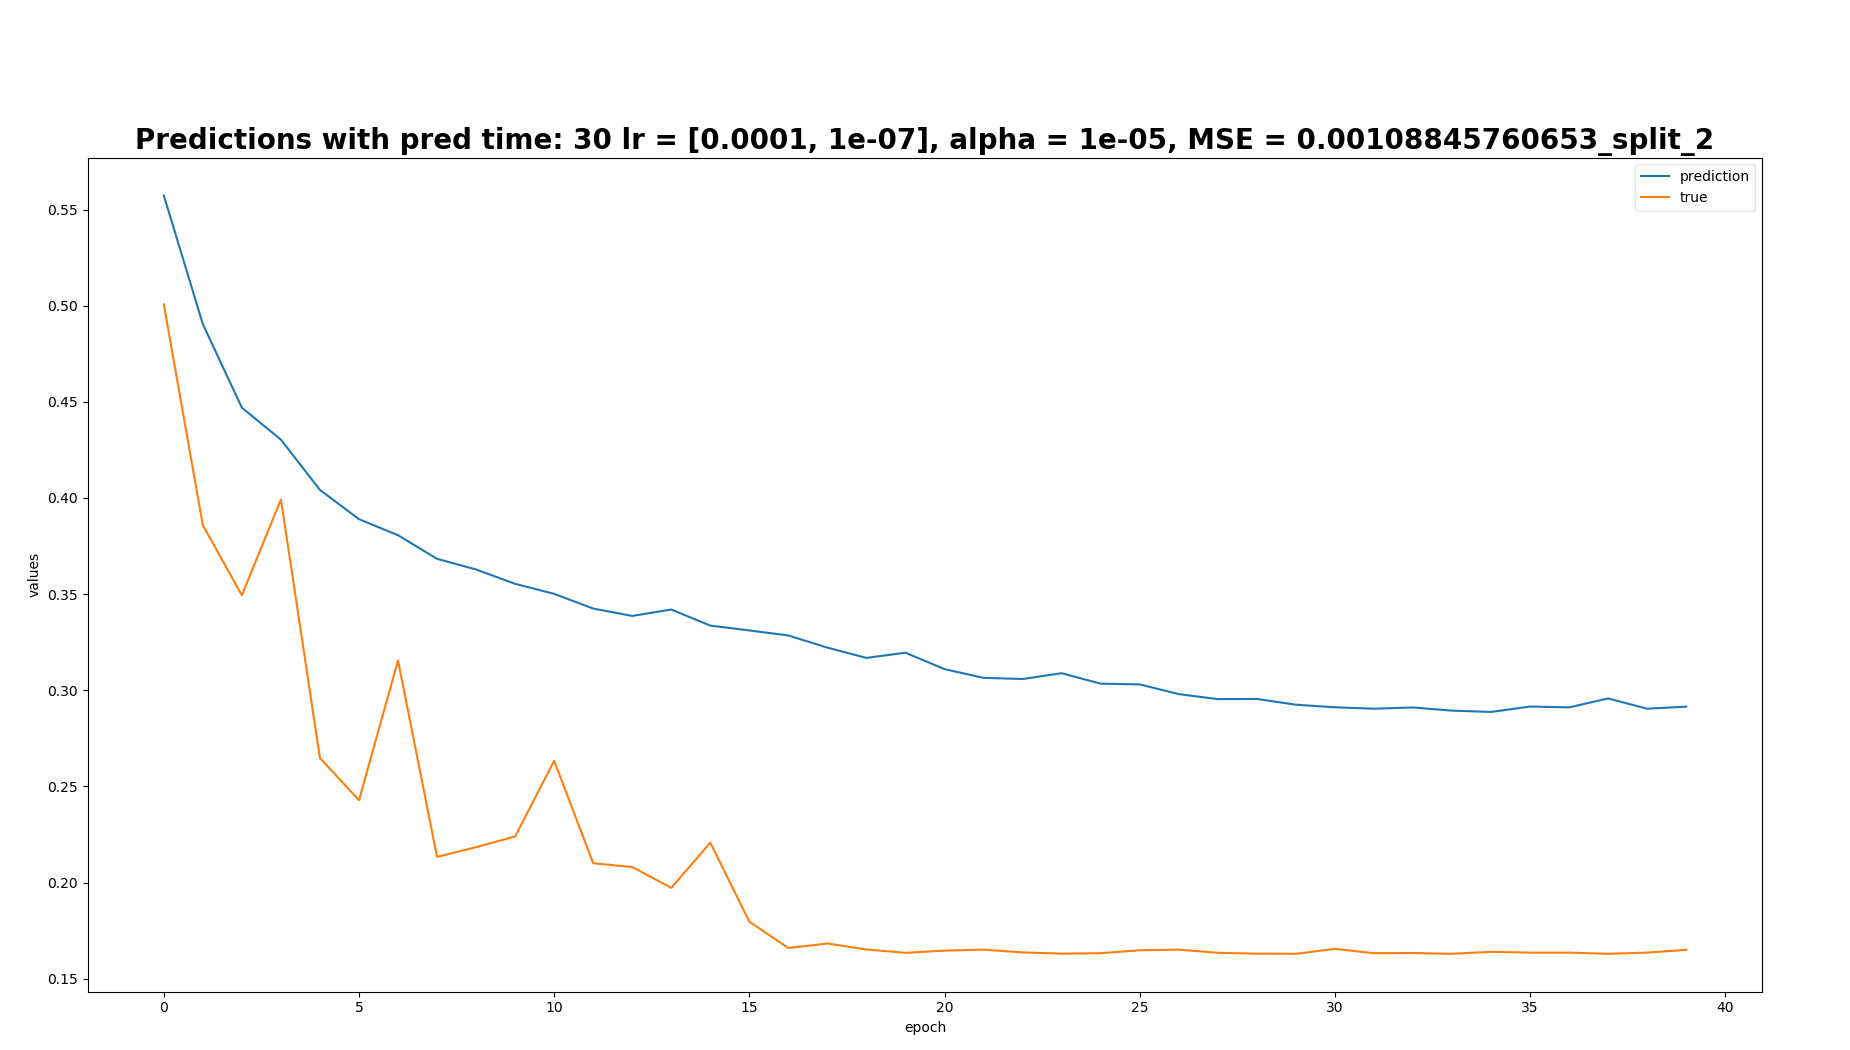 Predictions with pred time: 30 lr = [0.0001, 1e-07], alpha = 1e-05, MSE = 0.00108845760653_split_2
prediction
true
0.55
0.50
0.45
0.40
0.35
0.30
0.25
0.20
0.15
values
0 5 10 15 20 25 30 35 40
epoch